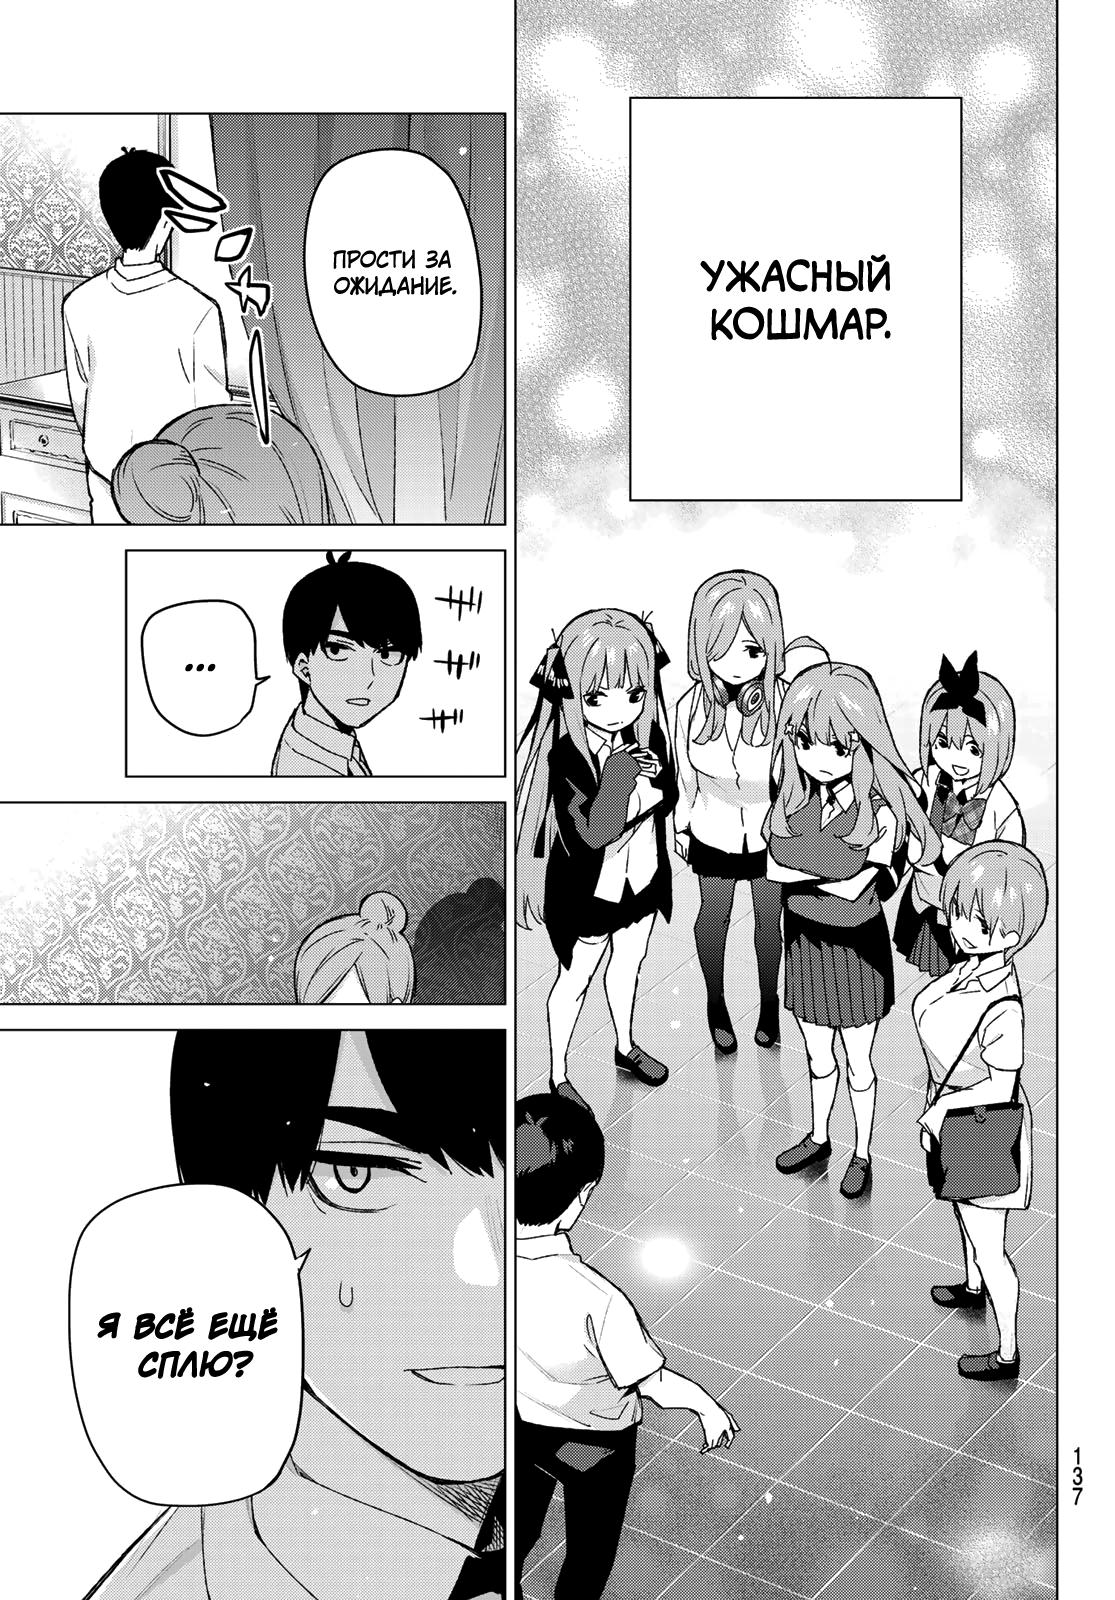 УЖАСНЫЙ
КОШМАР.
ПРОСТИ ЗА
ОЖИДАНИЕ.
...
Я ВСЁ ЕЩЁ
СПЛЮ?
137